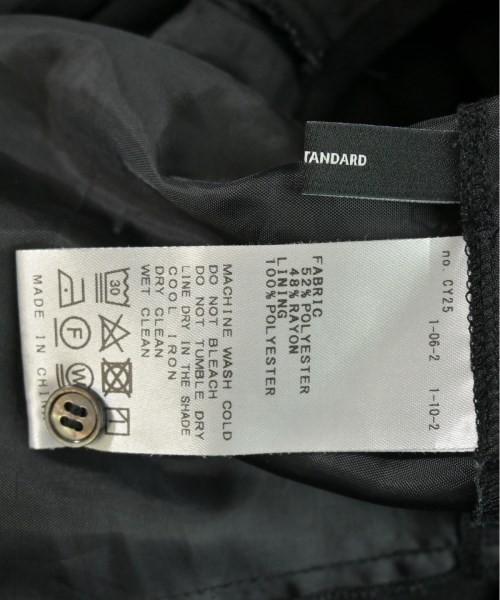 TANDARD
no. CY25 1-06-2 1-10-2
FABRIC
52%POLYESTER
48%RAYON
LINING
100%POLYESTER
MACHINE WASH COLD
DO NOT BLEACH
DO NOT TUMBLE DRY
LINE DRY IN THE SHADE
COOL IRON
DRY CLEAN
WET CLEAN
30
F
W
MADE IN